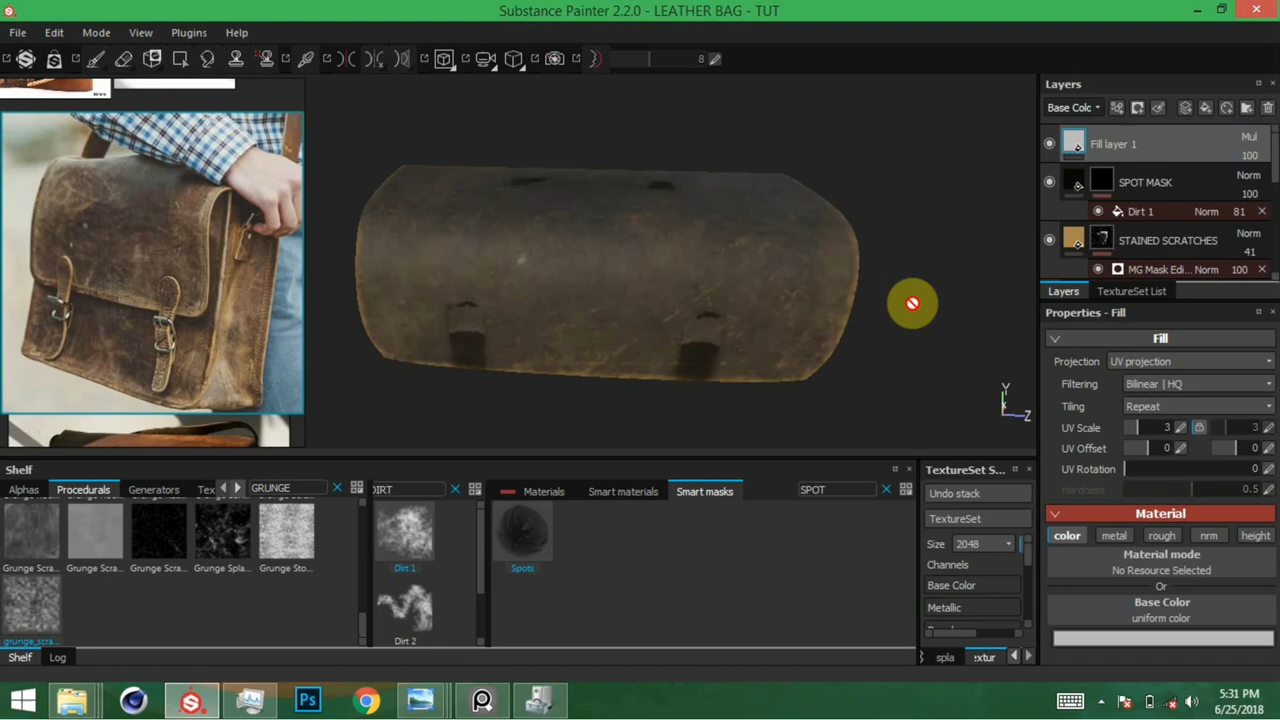 Substance Painter 2.2.0 - LEATHER BAG - TUT
File Edit Mode View Plugins Help
8
Layers
Base Colc
Fill layer 1
Mul
100
SPOT MASK
Norm
100
Dirt 1 Norm 81
STAINED SCRATCHES
Norm
41
MG Mask Edi... Norm 100
Layers TextureSet List
Properties - Fill
Fill
Projection UV projection
Filtering Bilinear | HQ
Tiling Repeat
UV Scale 3 3
UV Offset 0 0
UV Rotation 0
Hardness 0.5
Material
color metal rough nrm height
Material mode
No Resource Selected
Or
Base Color
uniform color
Y
Z
Shelf
Alphas Procedurals Generators Tex GRUNGE
Grunge Scra... Grunge Scra... Grunge Scra... Grunge Spla... Grunge Sto...
grunge_scra...
DIRT
Dirt 1
Dirt 2
Materials Smart materials Smart masks SPOT
Spots
TextureSet S...
Undo stack
TextureSet
Size 2048
Channels
Base Color
Metallic
Shelf Log
spla extur
Ps
5:31 PM
6/25/2018